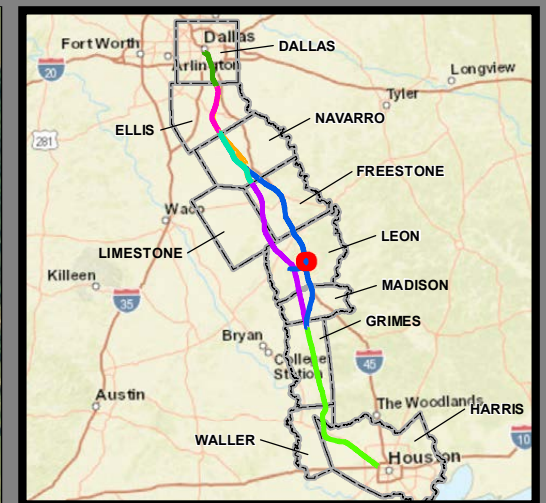 Fort Worth
Dallas
DALLAS
Arlington
20
Longview
Tyler
ELLIS
NAVARRO
281
FREESTONE
Waco
LEON
LIMESTONE
Killeen
MADISON
35
GRIMES
Bryan
College
Station
45
Austin
The Woodlands
HARRIS
WALLER
10
Houston